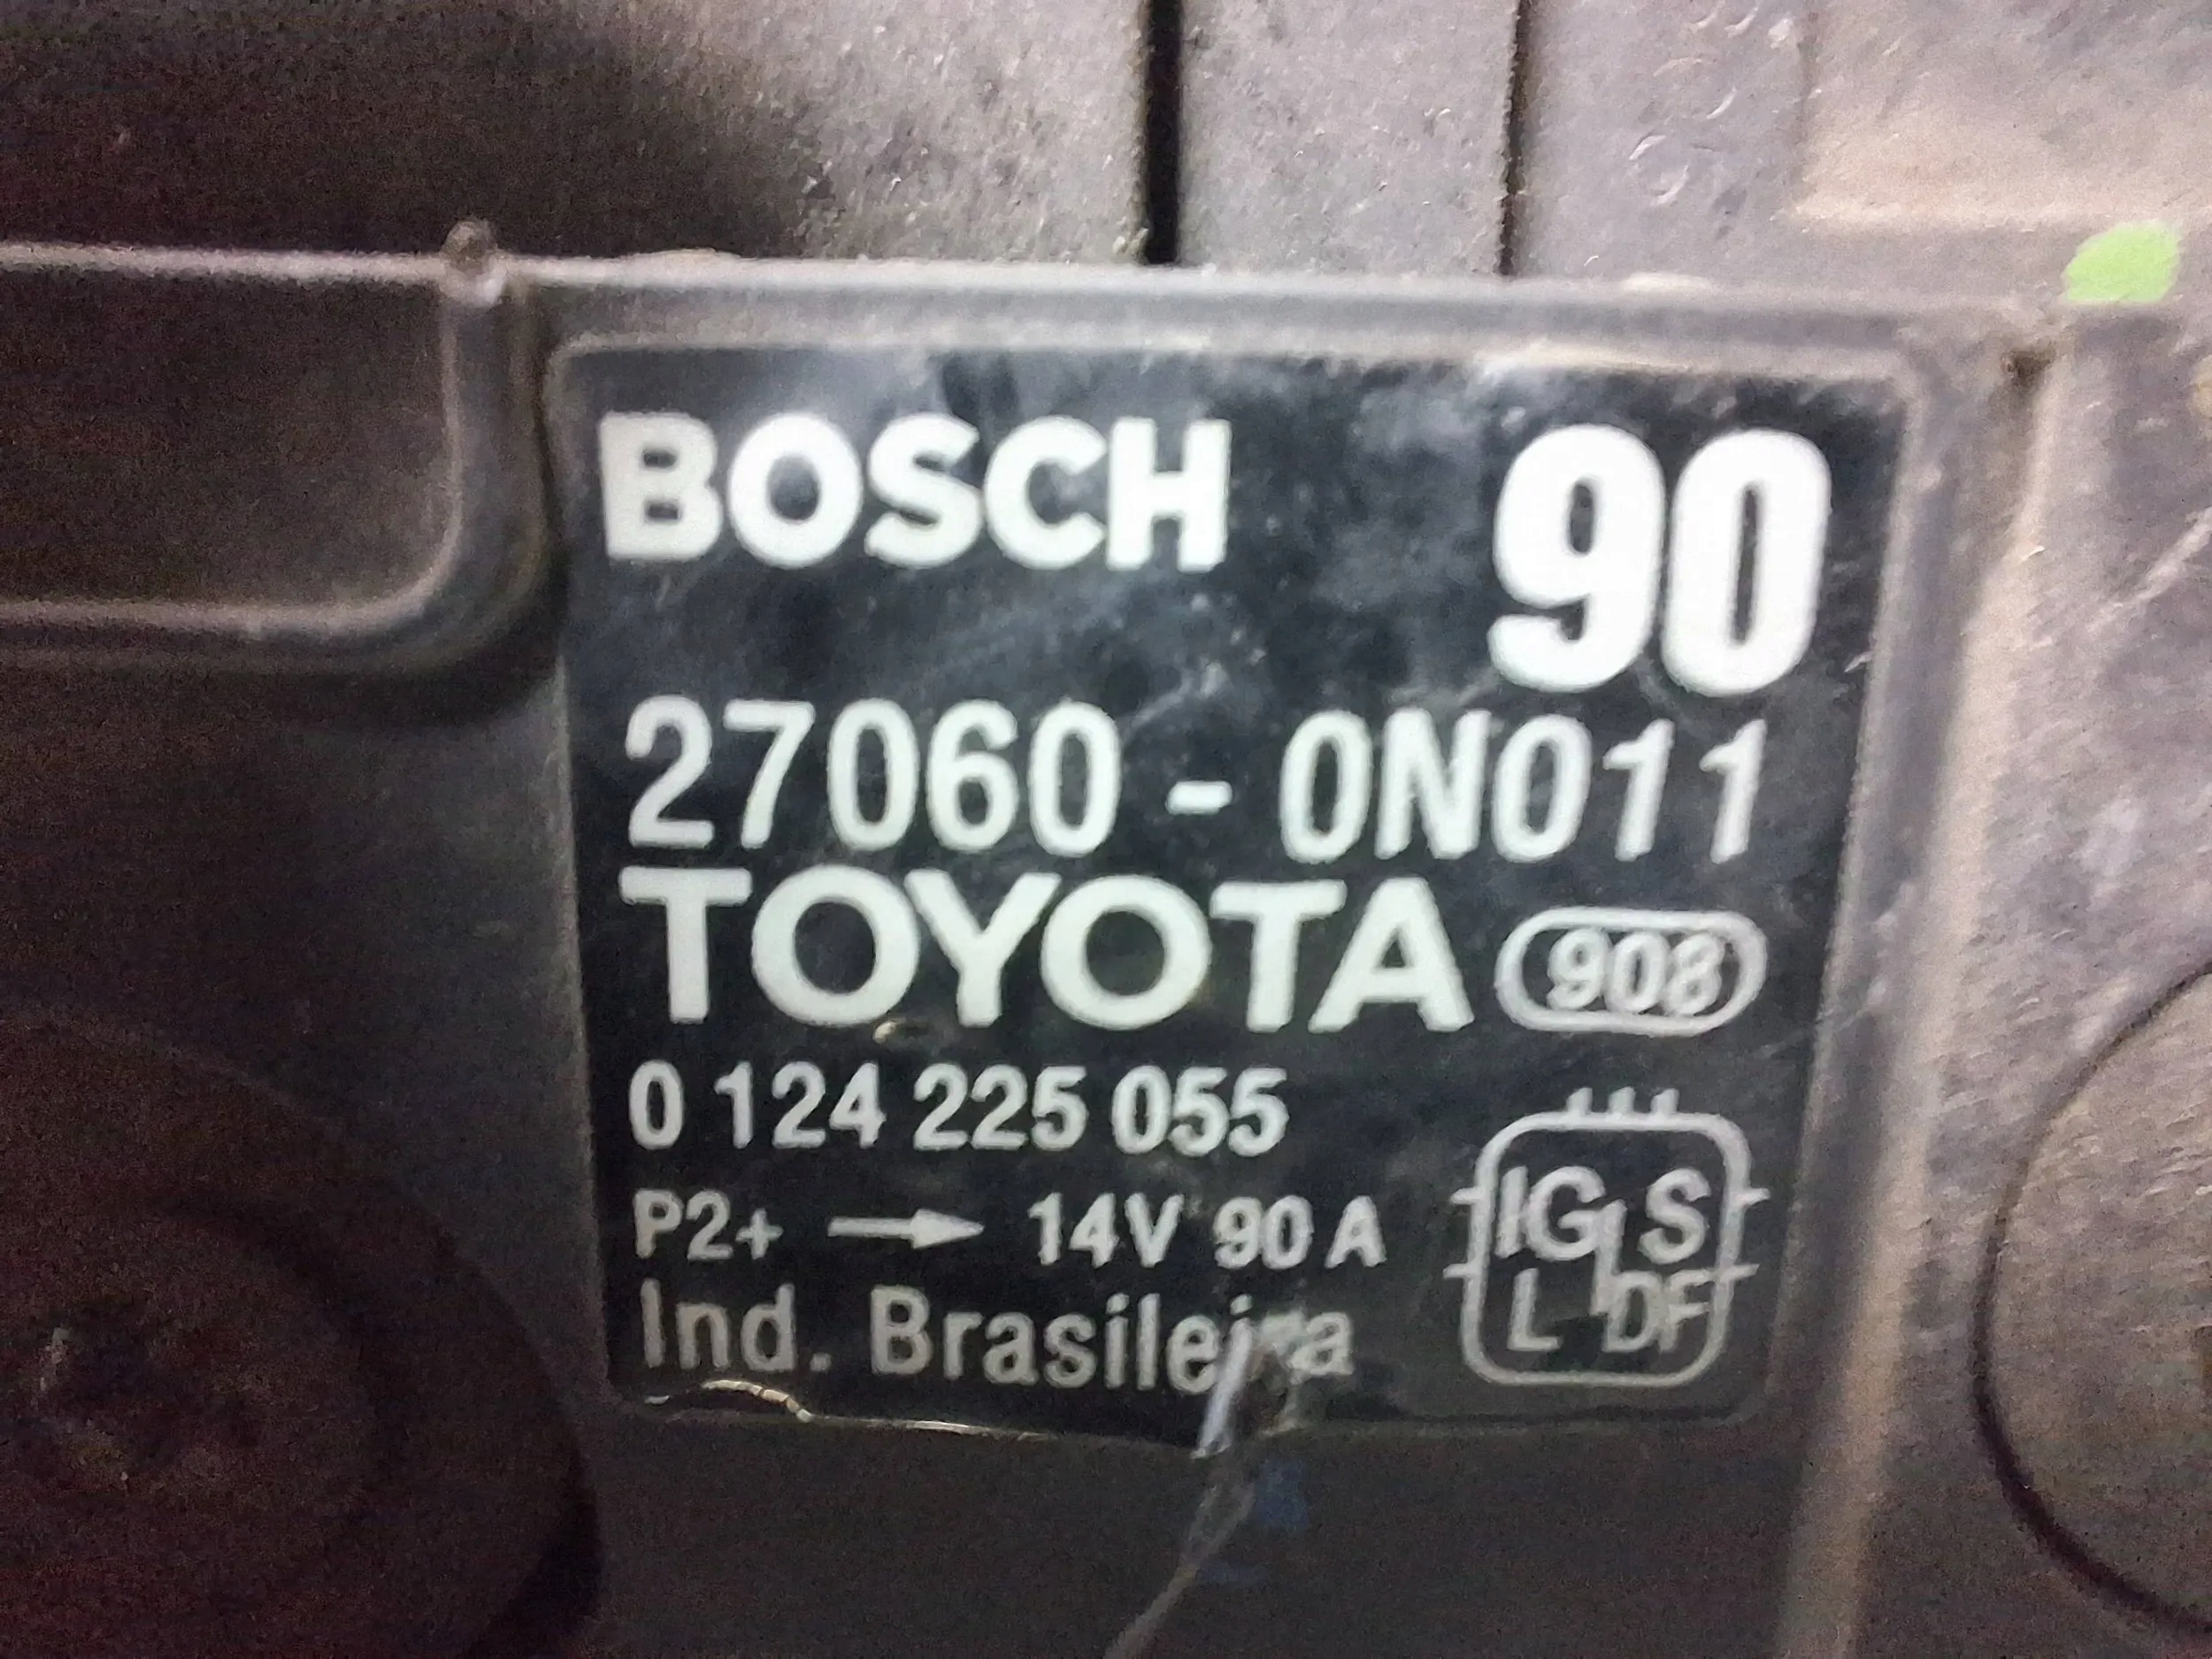 BOSCH 90
27060 - 0N011
TOYOTA 908
0 124 225 055
P2+ → 14V 90 A
IG S
L DF
Ind. Brasileira